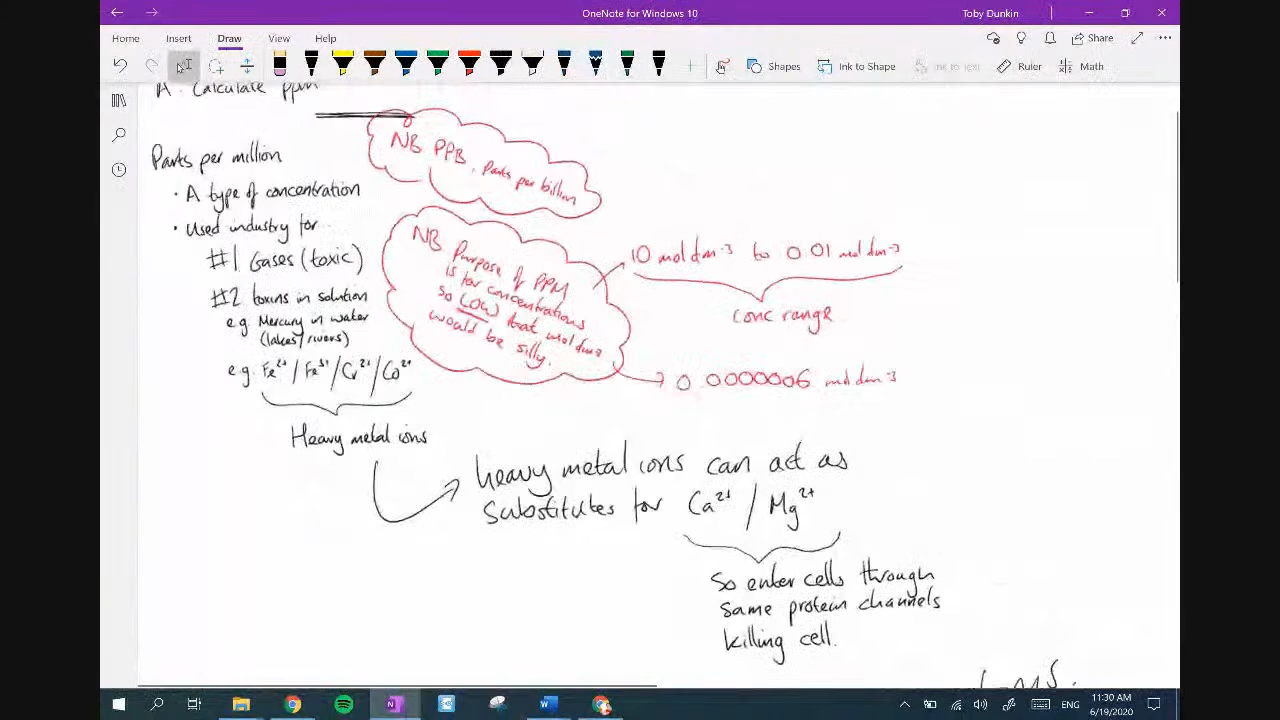 OneNote for Windows 10
Toby Dunkin
Home
Insert
Draw
View
Help
Share
Shapes
Ink to Shape
Ink to Text
Ruler
Math
A. Calculate ppm
NB PPB, Parts per billion
Parts per million
• A type of concentration
• Used industry for
#1 Gases (toxic)
#2 toxins in solution
e.g Mercury in water
(lakes/rivers)
e.g. Fe²⁺/Fe³⁺/Cr²⁺/Co²⁺
Heavy metal ions
NB Purpose of PPM
is for concentrations
so LOW that moldm-3
would be silly.
10 mol dm-3 to 0.01 mol dm-3
Conc range
0.0000006 mol dm-3
heavy metal ions can act as
substitutes for Ca²⁺ / Mg²⁺
So enter cells through
same protein channels
killing cell.
ENG
11:30 AM
6/19/2020